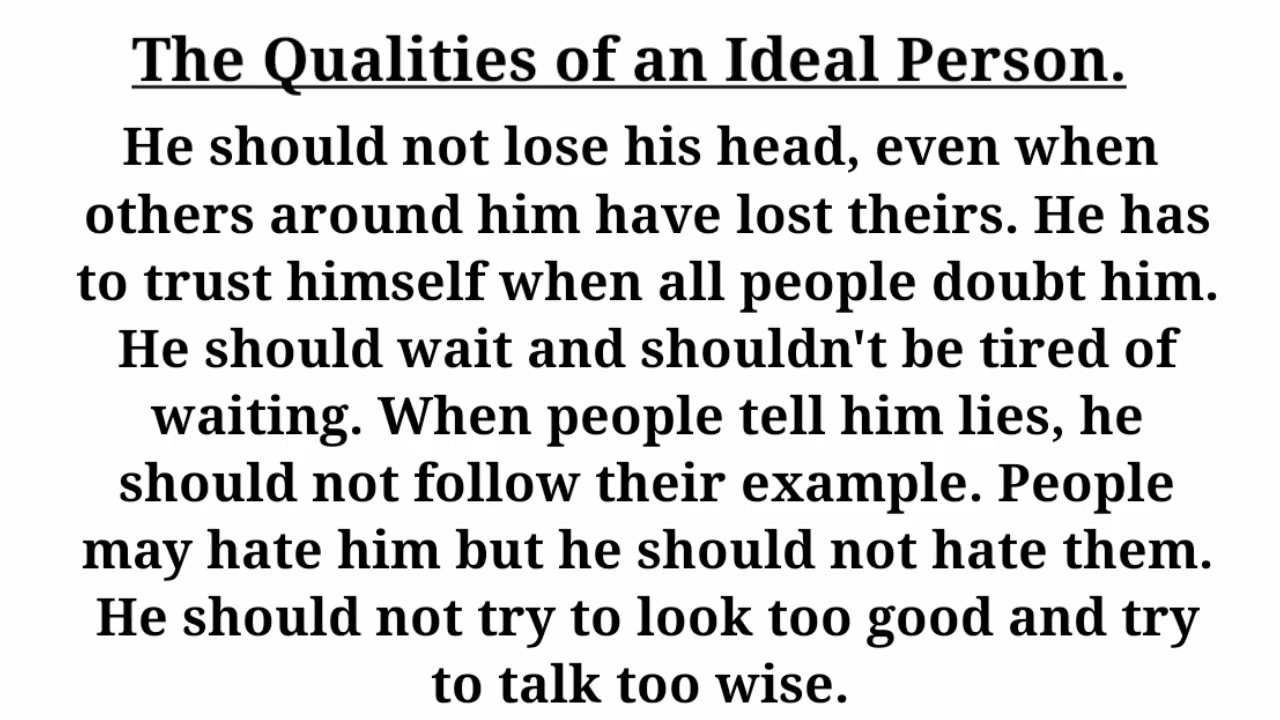 The Qualities of an Ideal Person.
He should not lose his head, even when
others around him have lost theirs. He has
to trust himself when all people doubt him.
He should wait and shouldn't be tired of
waiting. When people tell him lies, he
should not follow their example. People
may hate him but he should not hate them.
He should not try to look too good and try
to talk too wise.